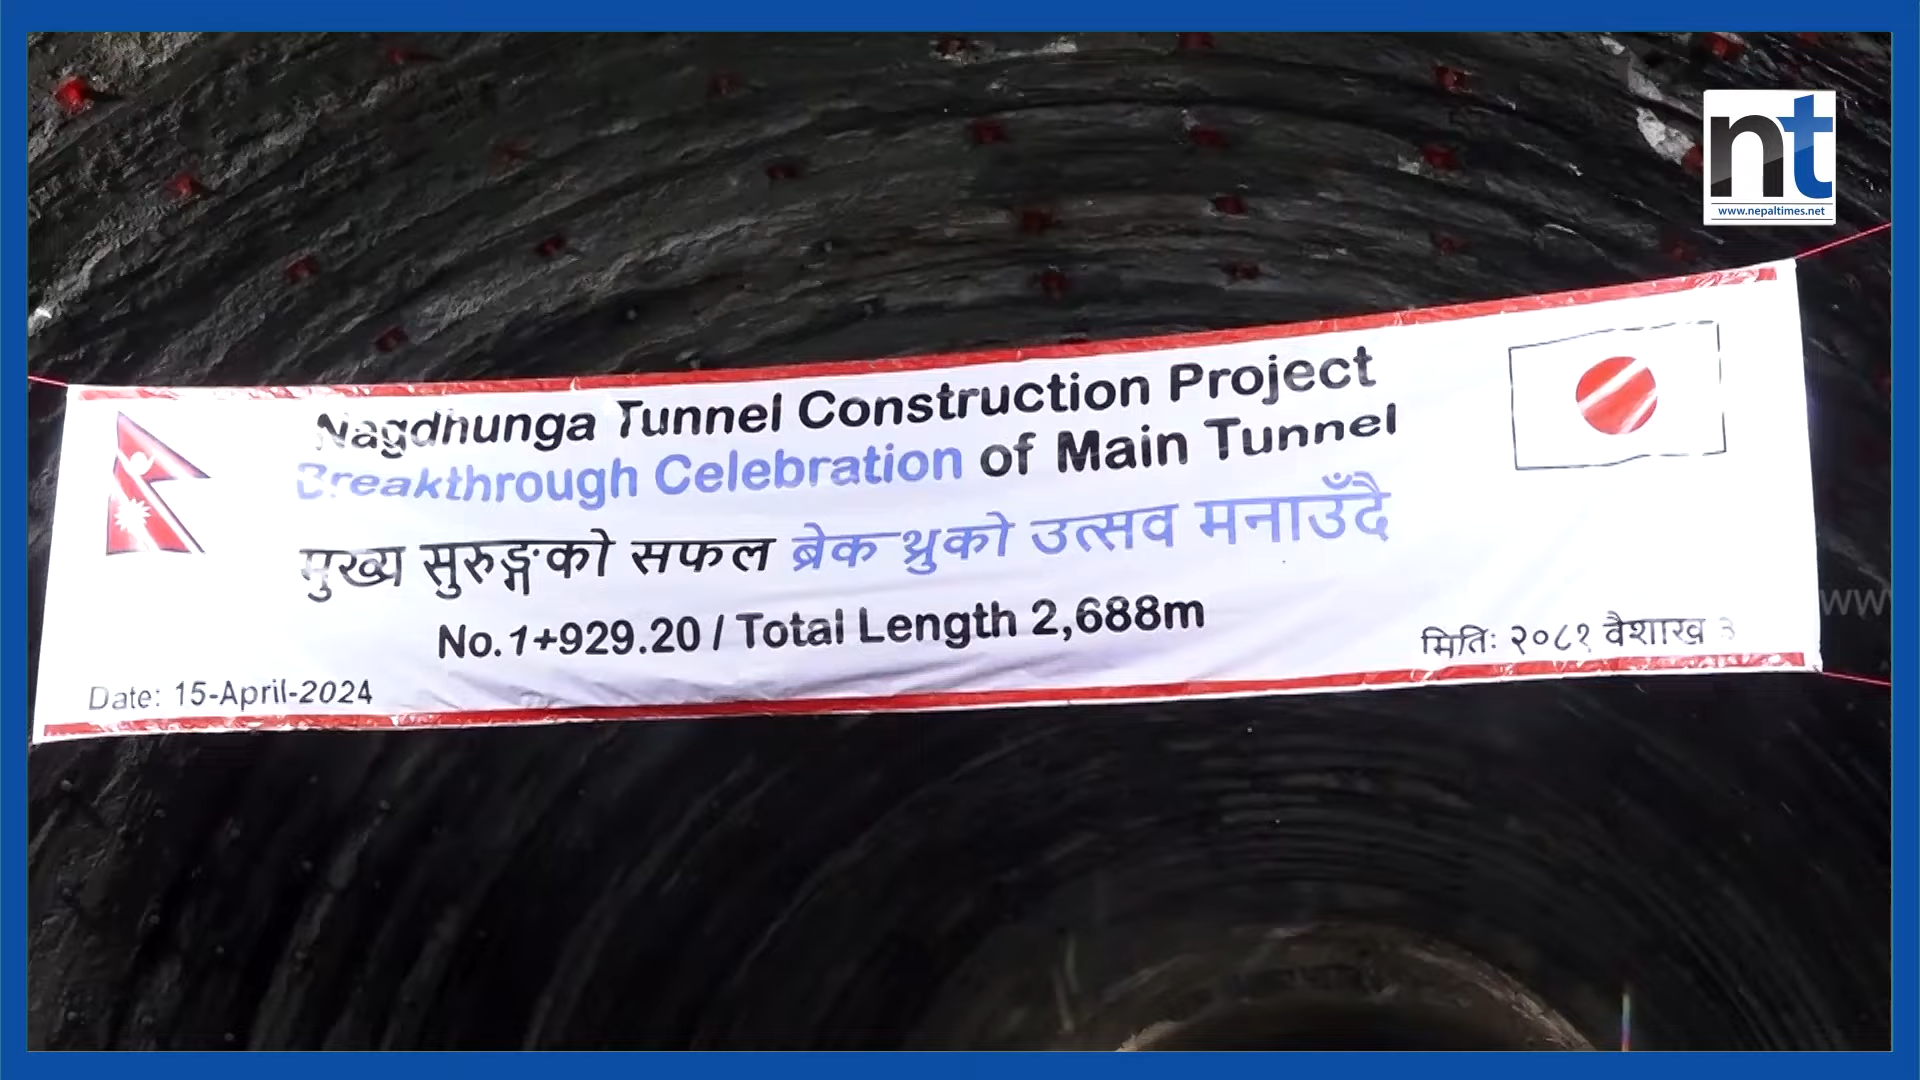 nt
www.nepaltimes.net
Nagdhunga Tunnel Construction Project
Breakthrough Celebration of Main Tunnel
मुख्य सुरुङ्गको सफल ब्रेक थ्रुको उत्सव मनाउँदै
No.1+929.20 / Total Length 2,688m
मितिः २०८१ वैशाख ३
Date: 15-April-2024